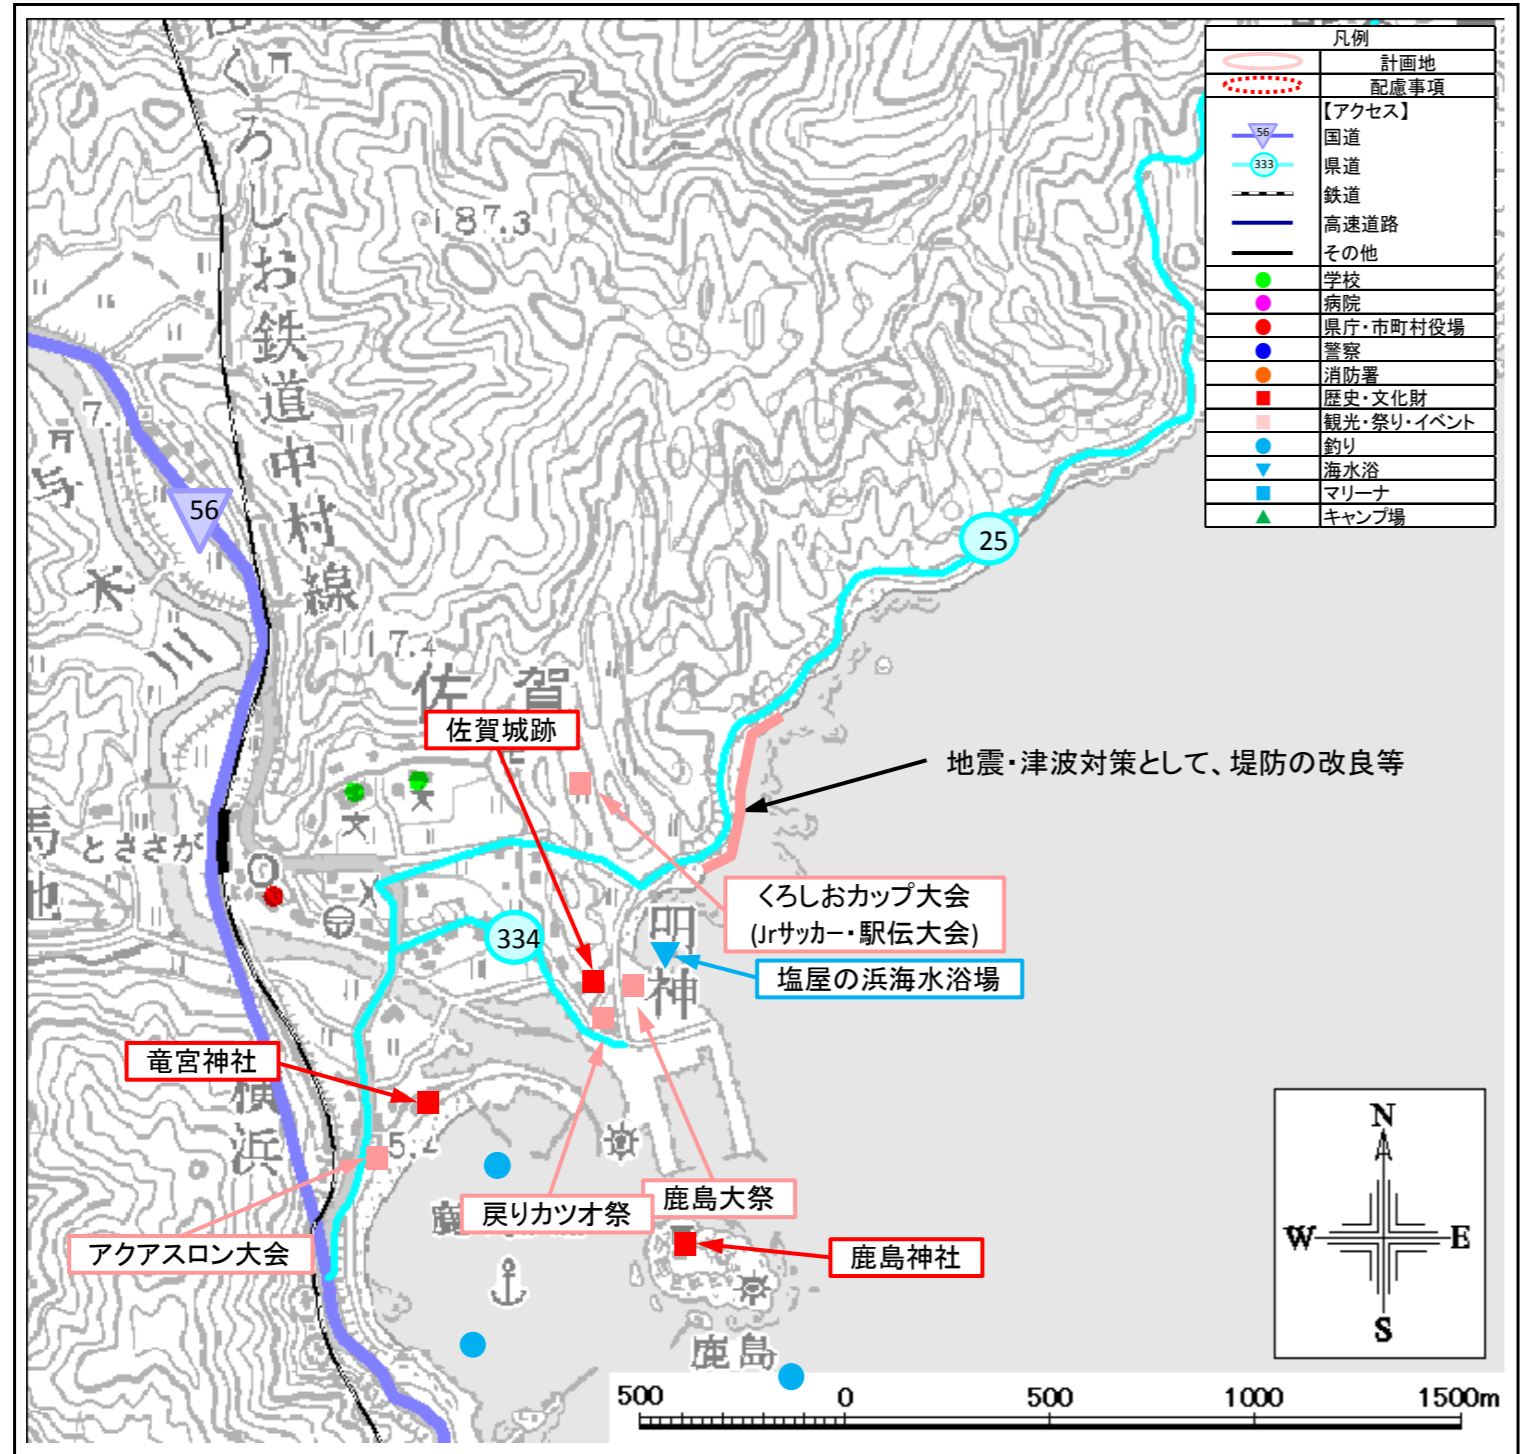 凡例
計画地
配慮事項
【アクセス】
56
国道
333
県道
鉄道
高速道路
その他
学校
病院
県庁・市町村役場
警察
消防署
歴史・文化財
観光・祭り・イベント
釣り
海水浴
マリーナ
キャンプ場
くろしお鉄道中村線
187.3
56
25
117.4
佐賀
佐賀城跡
地震・津波対策として、堤防の改良等
とささが
くろしおカップ大会
(Jrサッカー・駅伝大会)
334
明神
塩屋の浜海水浴場
竜宮神社
横浜
戻りカツオ祭
鹿島大祭
アクアスロン大会
鹿島神社
鹿島
N
W
E
S
500 0 500 1000 1500m